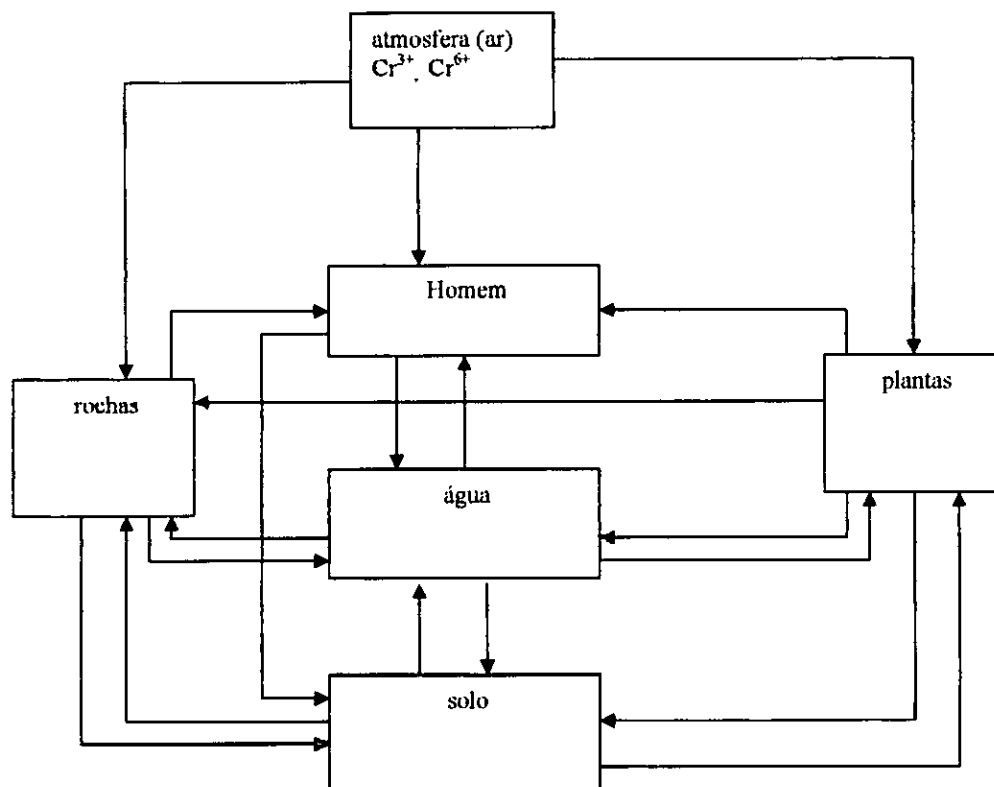 atmosfera (ar)
Cr³⁺, Cr⁶⁺
Homem
rochas
plantas
água
solo